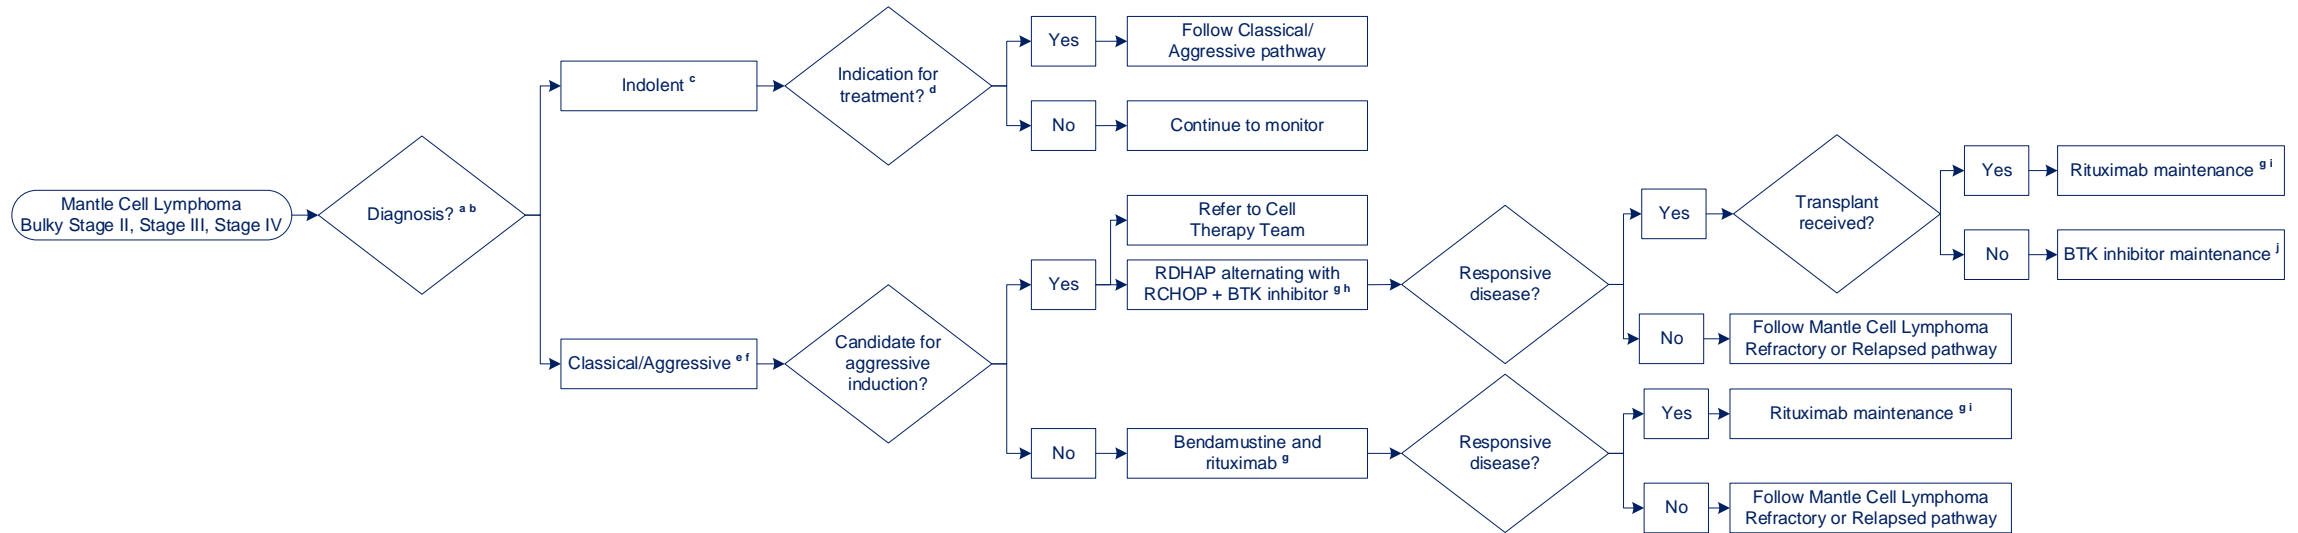 Mantle Cell Lymphoma
Bulky Stage II, Stage III, Stage IV
Diagnosis? a b
Indolent c
Indication for
treatment? d
Yes
Follow Classical/
Aggressive pathway
No
Continue to monitor
Classical/Aggressive e f
Candidate for
aggressive
induction?
Yes
Refer to Cell
Therapy Team
RDHAP alternating with
RCHOP + BTK inhibitor g h
Responsive
disease?
Yes
Transplant
received?
Yes
Rituximab maintenance g i
No
BTK inhibitor maintenance j
No
Follow Mantle Cell Lymphoma
Refractory or Relapsed pathway
No
Bendamustine and
rituximab g
Responsive
disease?
Yes
Rituximab maintenance g i
No
Follow Mantle Cell Lymphoma
Refractory or Relapsed pathway